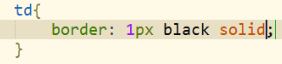 td{
    border: 1px black solid;
}